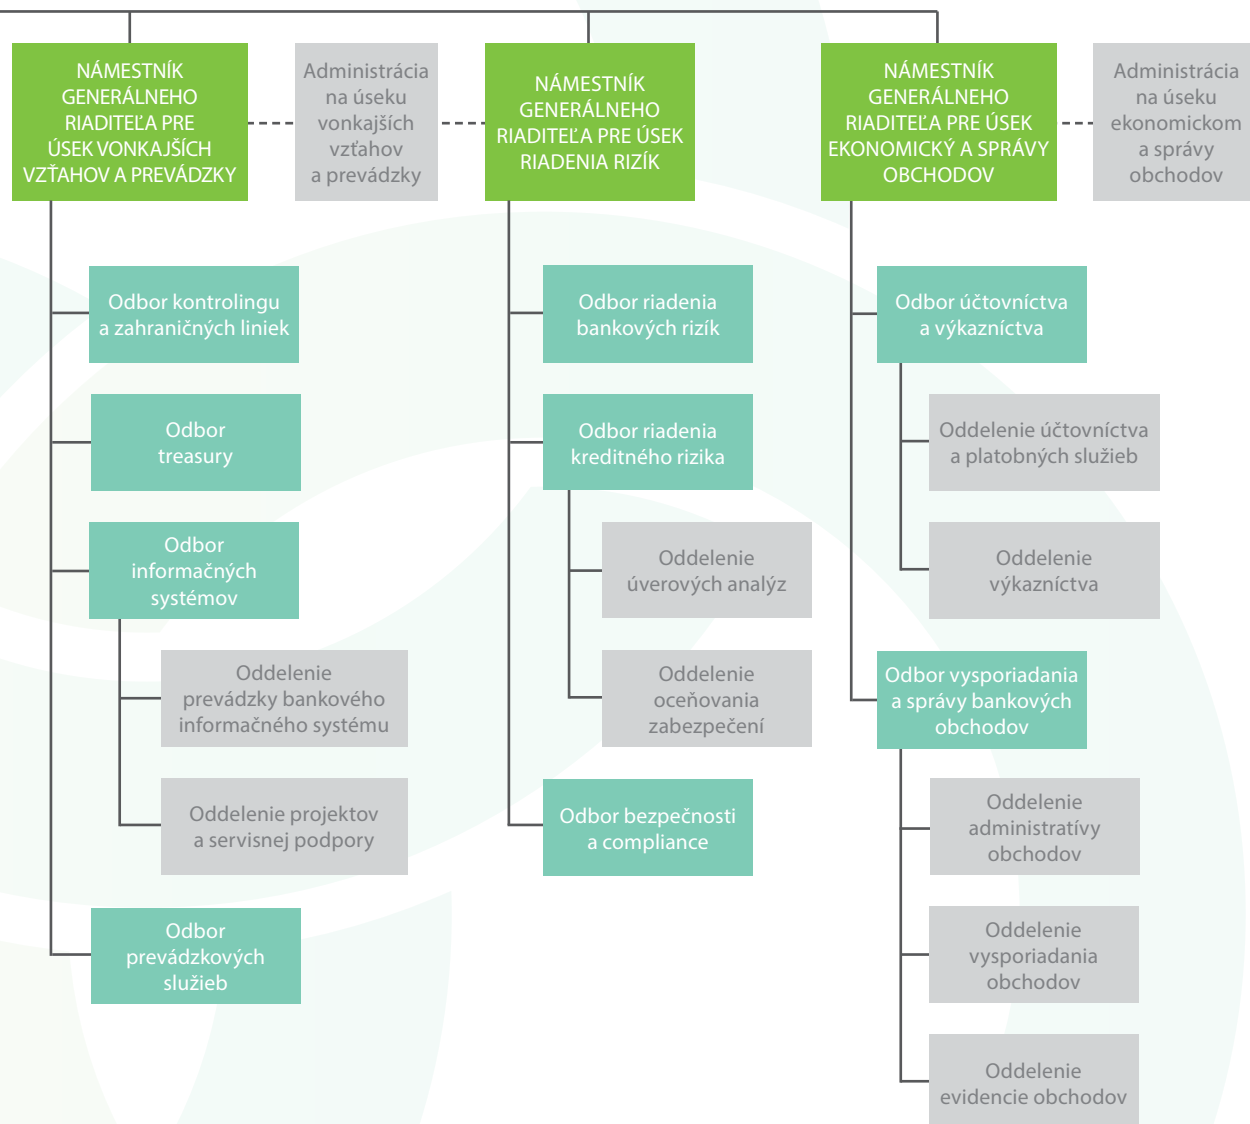 NÁMESTNÍK
GENERÁLNEHO
RIADITEĽA PRE
ÚSEK VONKAJŠÍCH
VZŤAHOV A PREVÁDZKY
Administrácia
na úseku
vonkajších
vzťahov
a prevádzky
Odbor kontrolingu
a zahraničných liniek
Odbor
treasury
Odbor
informačných
systémov
Oddelenie
prevádzky bankového
informačného systému
Oddelenie projektov
a servisnej podpory
Odbor
prevádzkových
služieb
NÁMESTNÍK
GENERÁLNEHO
RIADITEĽA PRE ÚSEK
RIADENIA RIZÍK
Odbor riadenia
bankových rizík
Odbor riadenia
kreditného rizika
Oddelenie
úverových analýz
Oddelenie
oceňovania
zabezpečení
Odbor bezpečnosti
a compliance
NÁMESTNÍK
GENERÁLNEHO
RIADITEĽA PRE ÚSEK
EKONOMICKÝ A SPRÁVY
OBCHODOV
Administrácia
na úseku
ekonomickom
a správy
obchodov
Odbor účtovníctva
a výkazníctva
Oddelenie účtovníctva
a platobných služieb
Oddelenie
výkazníctva
Odbor vysporiadania
a správy bankových
obchodov
Oddelenie
administratívy
obchodov
Oddelenie
vysporiadania
obchodov
Oddelenie
evidencie obchodov